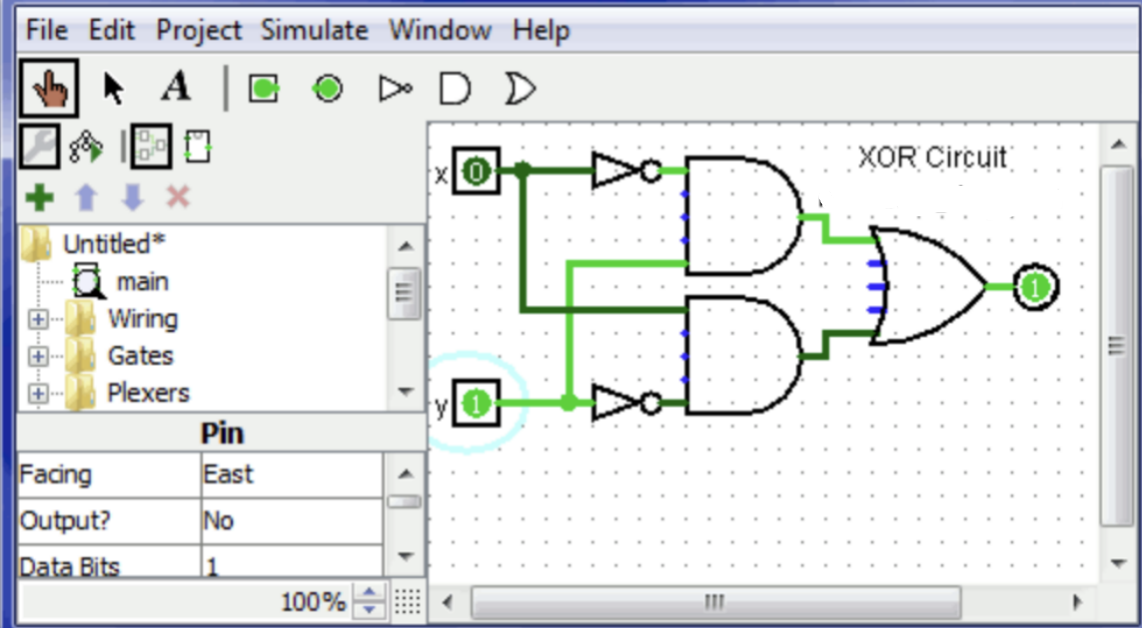 File Edit Project Simulate Window Help
A
x 0
XOR Circuit
Untitled*
main
Wiring
1
Gates
Plexers
y 1
Pin
Facing East
Output? No
Data Bits 1
100%